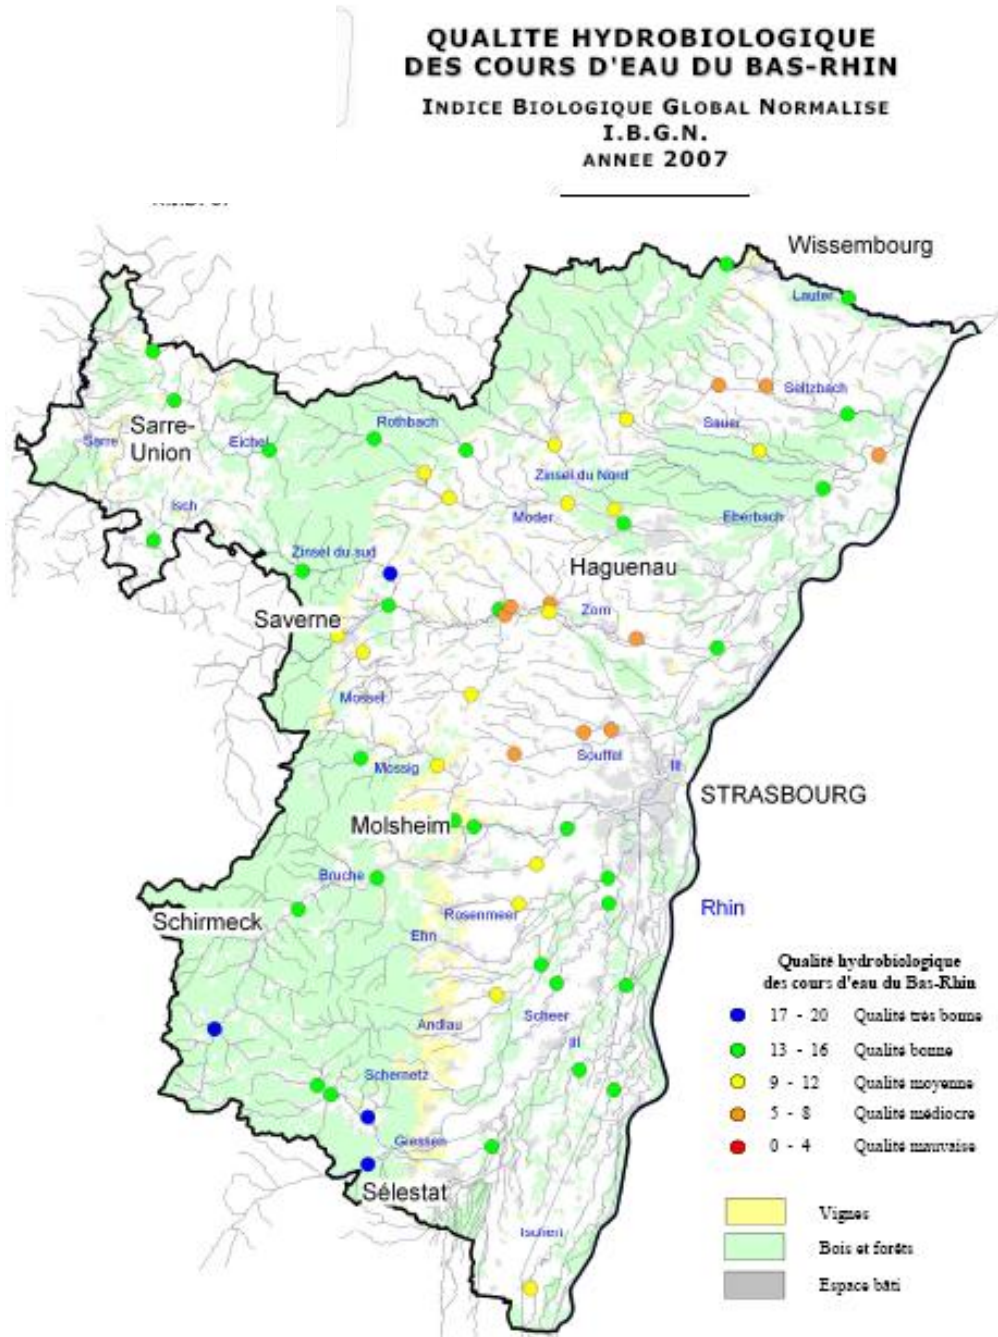 QUALITE HYDROBIOLOGIQUE
DES COURS D'EAU DU BAS-RHIN
INDICE BIOLOGIQUE GLOBAL NORMALISE
I.B.G.N.
ANNEE 2007
Wissembourg
Lauter
Seltzbach
Sauer
Rothbach
Sarre-
Union
Sarre
Eichel
Zinsel du Nord
Isch
Moder
Eberbach
Zinsel du sud
Haguenau
Saverne
Zorn
Mossel
Souffel
Mossig
Ill
STRASBOURG
Molsheim
Bruche
Schirmeck
Rosenmeer
Rhin
Ehn
Andlau
Scheer
Ill
Schernetz
Giessen
Sélestat
Qualité hydrobiologique
des cours d'eau du Bas-Rhin
17 - 20 Qualité très bonne
13 - 16 Qualité bonne
9 - 12 Qualité moyenne
5 - 8 Qualité médiocre
0 - 4 Qualité mauvaise
Vignes
Bois et forêts
Espace bâti